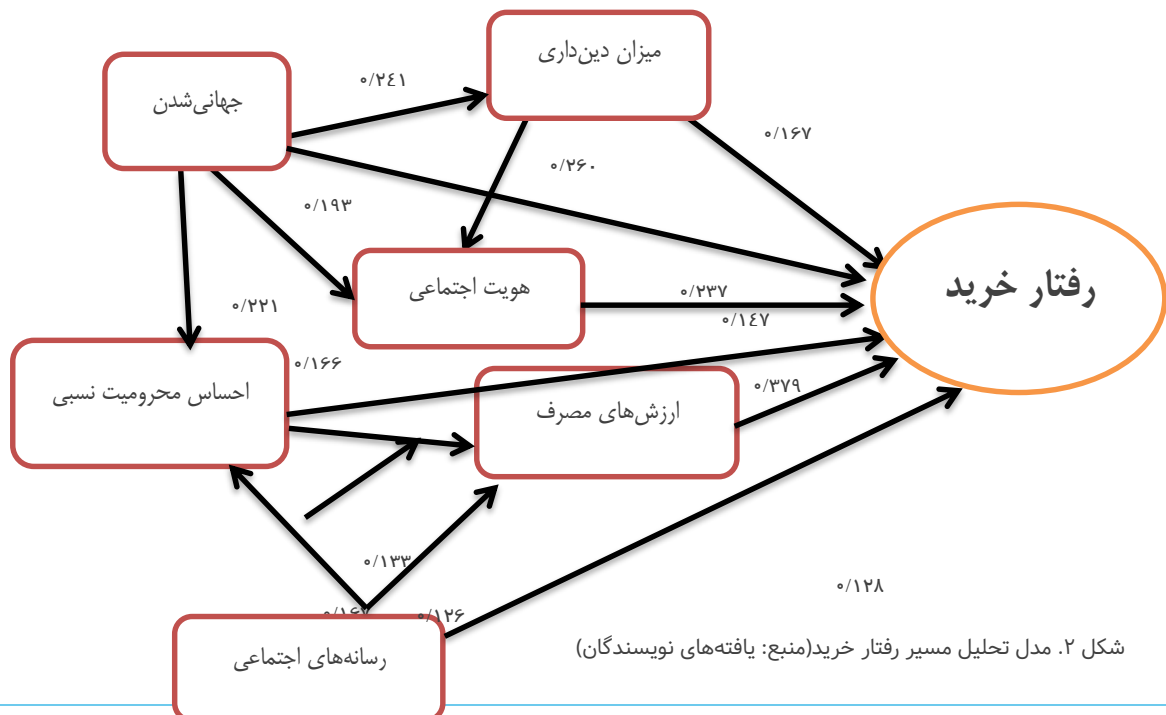 میزان دین‌داری
جهانی‌شدن
۰/۲٤۱
۰/۱۶۷
۰/۲۶۰
۰/۱۹۳
رفتار خرید
هویت اجتماعی
۰/۲۳۷
۰/۲۲۱
۰/۱٤۷
۰/۱۶۶
احساس محرومیت نسبی
ارزش‌های مصرف
۰/۳۷۹
۰/۱۳۳
۰/۱۲۸
۰/۱۲۶
رسانه‌های اجتماعی
شکل ۲. مدل تحلیل مسیر رفتار خرید(منبع: یافته‌های نویسندگان)